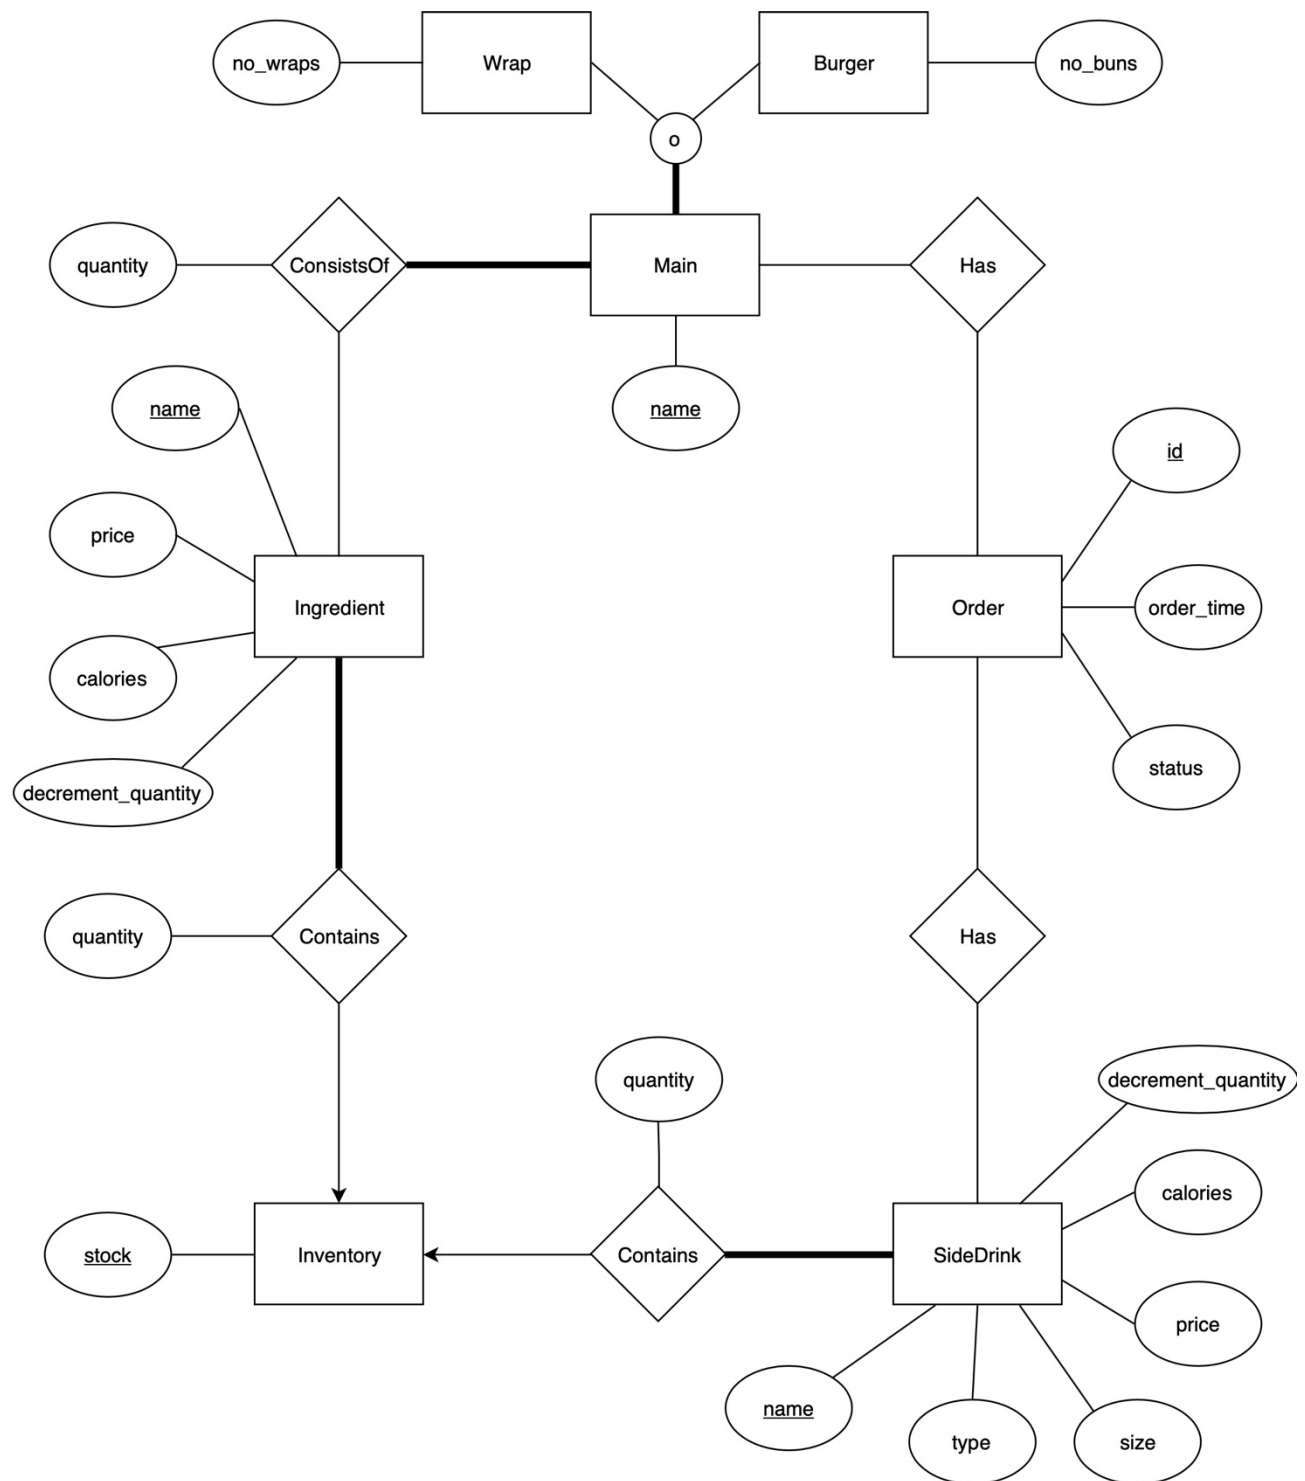 no_wraps
Wrap
Burger
no_buns
o
quantity
ConsistsOf
Main
Has
name
name
id
price
Ingredient
Order
order_time
calories
status
decrement_quantity
quantity
Contains
Has
quantity
decrement_quantity
calories
stock
Inventory
Contains
SideDrink
price
name
type
size